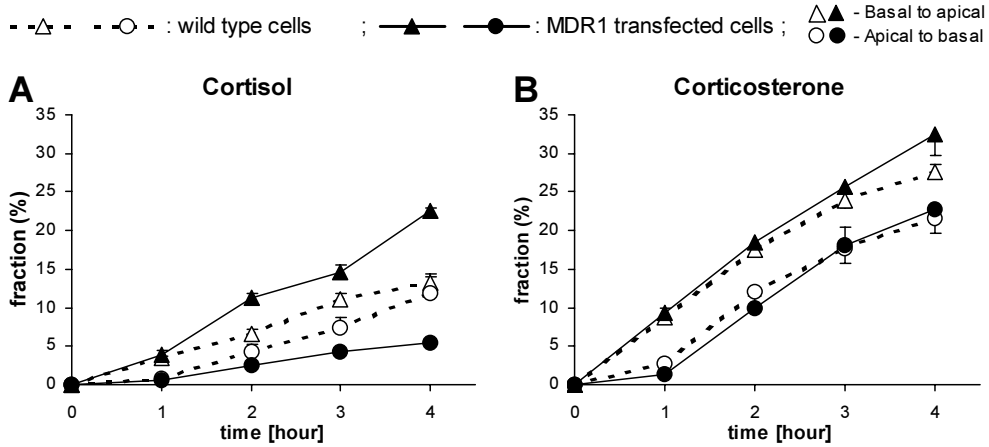 : wild type cells ; : MDR1 transfected cells ; - Basal to apical
- Apical to basal
A Cortisol
35
30
25
20
15
10
5
0
fraction (%)
0 1 2 3 4
time [hour]
B Corticosterone
35
30
25
20
15
10
5
0
fraction (%)
0 1 2 3 4
time [hour]